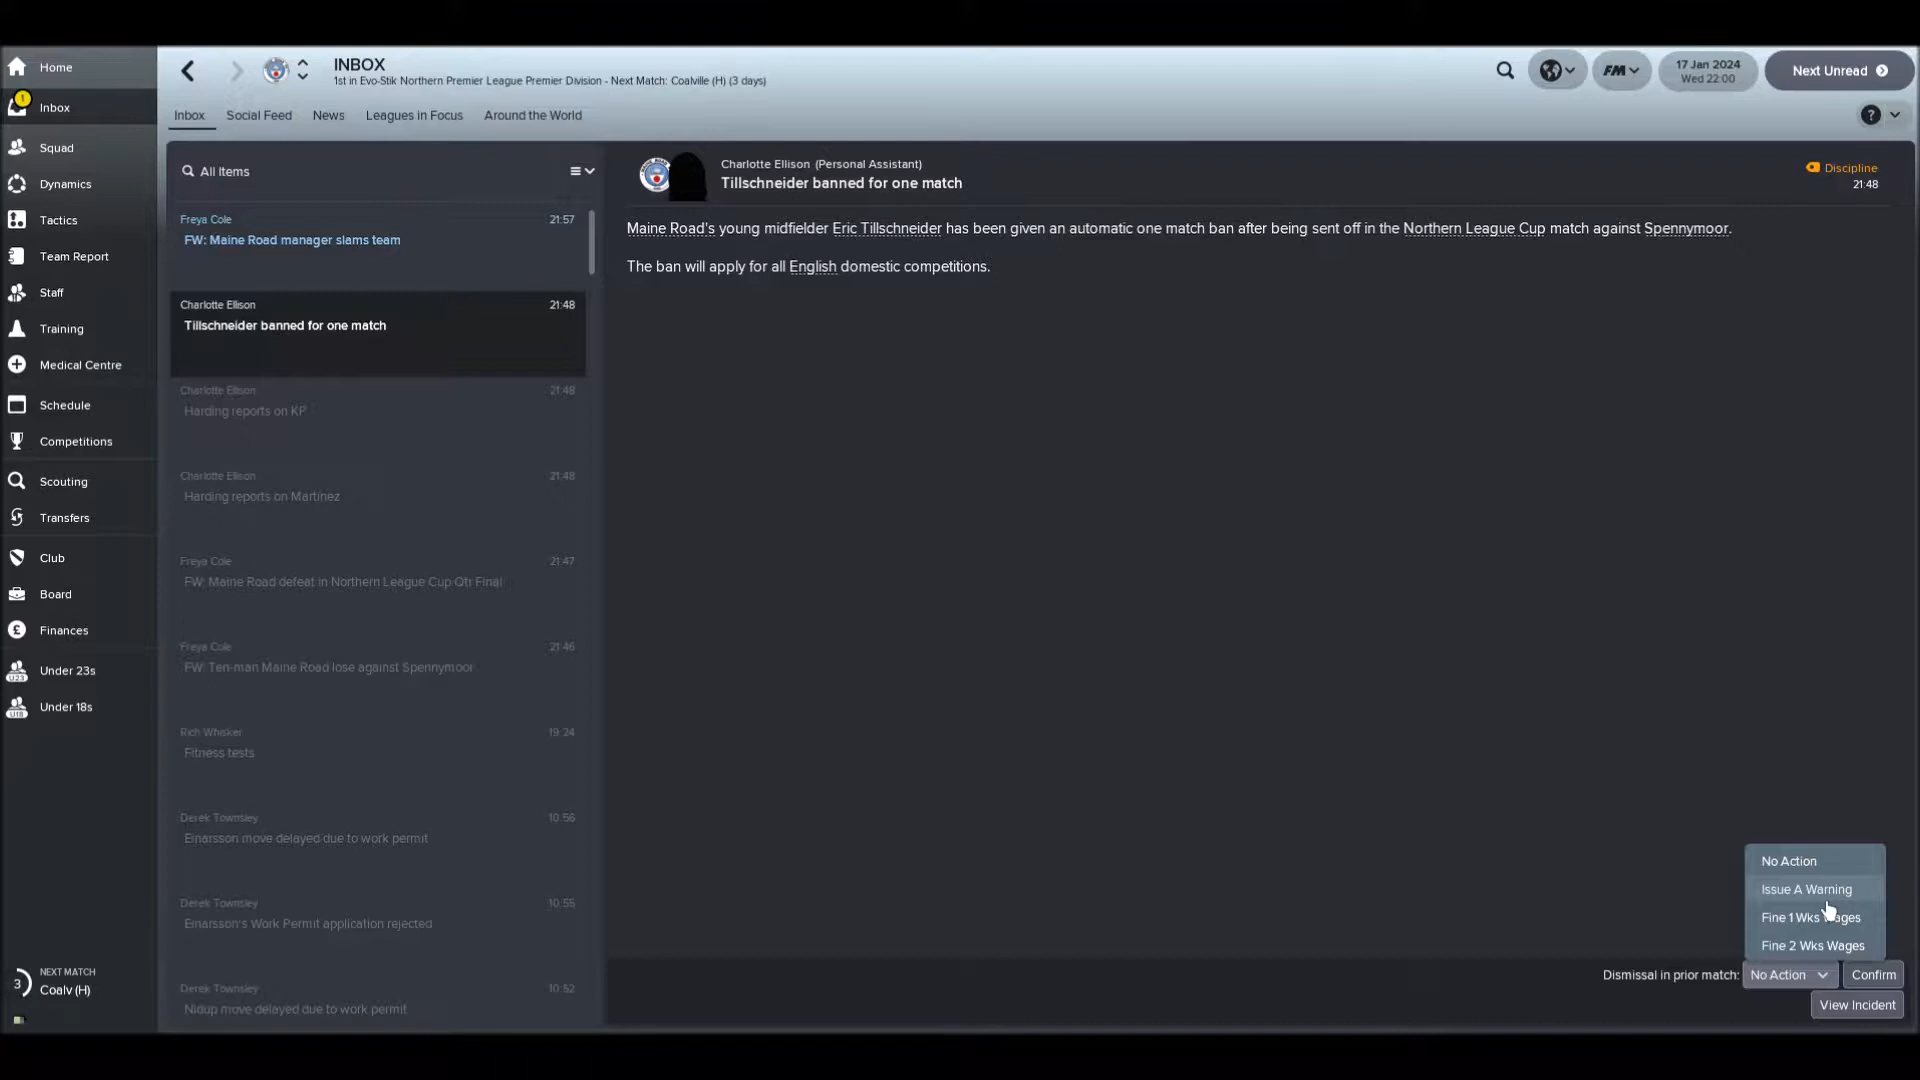 Home
Inbox
1
Squad
Dynamics
Tactics
Team Report
Staff
Training
Medical Centre
Schedule
Competitions
Scouting
Transfers
Club
Board
Finances
Under 23s
Under 18s
3
NEXT MATCH
Coalv (H)
INBOX
1st in Evo-Stik Northern Premier League Premier Division - Next Match: Coalville (H) (3 days)
FM
17 Jan 2024
Wed 22:00
Next Unread
Inbox Social Feed News Leagues in Focus Around the World
?
All Items
Freya Cole 21:57
FW: Maine Road manager slams team
Charlotte Ellison 21:48
Tillschneider banned for one match
Charlotte Ellison 21:48
Harding reports on KP
Charlotte Ellison 21:48
Harding reports on Martínez
Freya Cole 21:47
FW: Maine Road defeat in Northern League Cup Qtr Final
Freya Cole 21:46
FW: Ten-man Maine Road lose against Spennymoor
Rich Whisker 19:24
Fitness tests
Derek Townsley 10:56
Einarsson move delayed due to work permit
Derek Townsley 10:55
Einarsson's Work Permit application rejected
Derek Townsley 10:52
Nidup move delayed due to work permit
Charlotte Ellison (Personal Assistant)
Tillschneider banned for one match
Discipline
21:48
Maine Road's young midfielder Eric Tillschneider has been given an automatic one match ban after being sent off in the Northern League Cup match against Spennymoor.
The ban will apply for all English domestic competitions.
No Action
Issue A Warning
Fine 1 Wks Wages
Fine 2 Wks Wages
Dismissal in prior match: No Action Confirm
View Incident